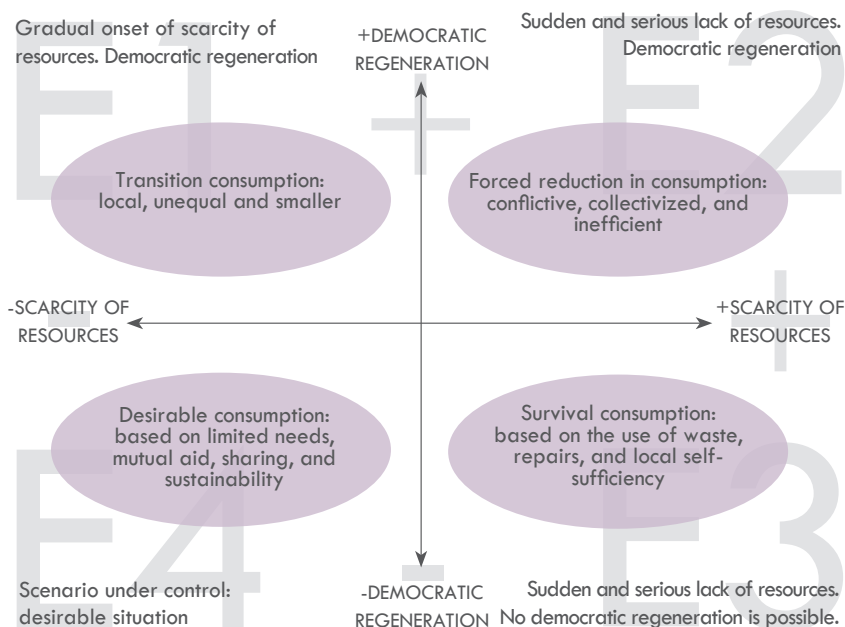 E1
Gradual onset of scarcity of
resources. Democratic regeneration
+DEMOCRATIC
REGENERATION
+
E2
Sudden and serious lack of resources.
Democratic regeneration
Transition consumption:
local, unequal and smaller
Forced reduction in consumption:
conflictive, collectivized, and
inefficient
-SCARCITY OF
RESOURCES
-
+SCARCITY OF
RESOURCES
+
Desirable consumption:
based on limited needs,
mutual aid, sharing, and
sustainability
Survival consumption:
based on the use of waste,
repairs, and local self-
sufficiency
E4
Scenario under control:
desirable situation
-
-DEMOCRATIC
REGENERATION
E3
Sudden and serious lack of resources.
No democratic regeneration is possible.